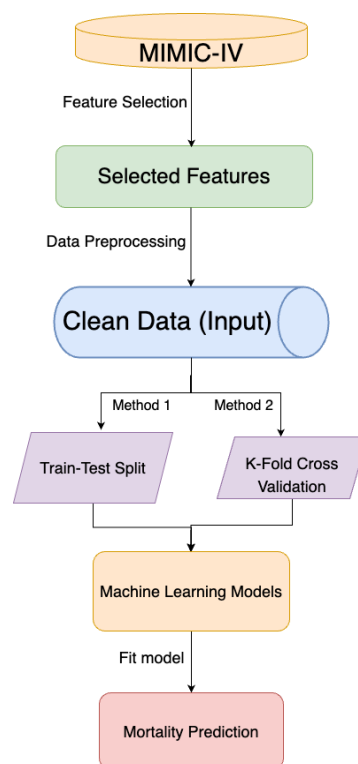 MIMIC-IV
Feature Selection
Selected Features
Data Preprocessing
Clean Data (Input)
Method 1
Method 2
Train-Test Split
K-Fold Cross
Validation
Machine Learning Models
Fit model
Mortality Prediction